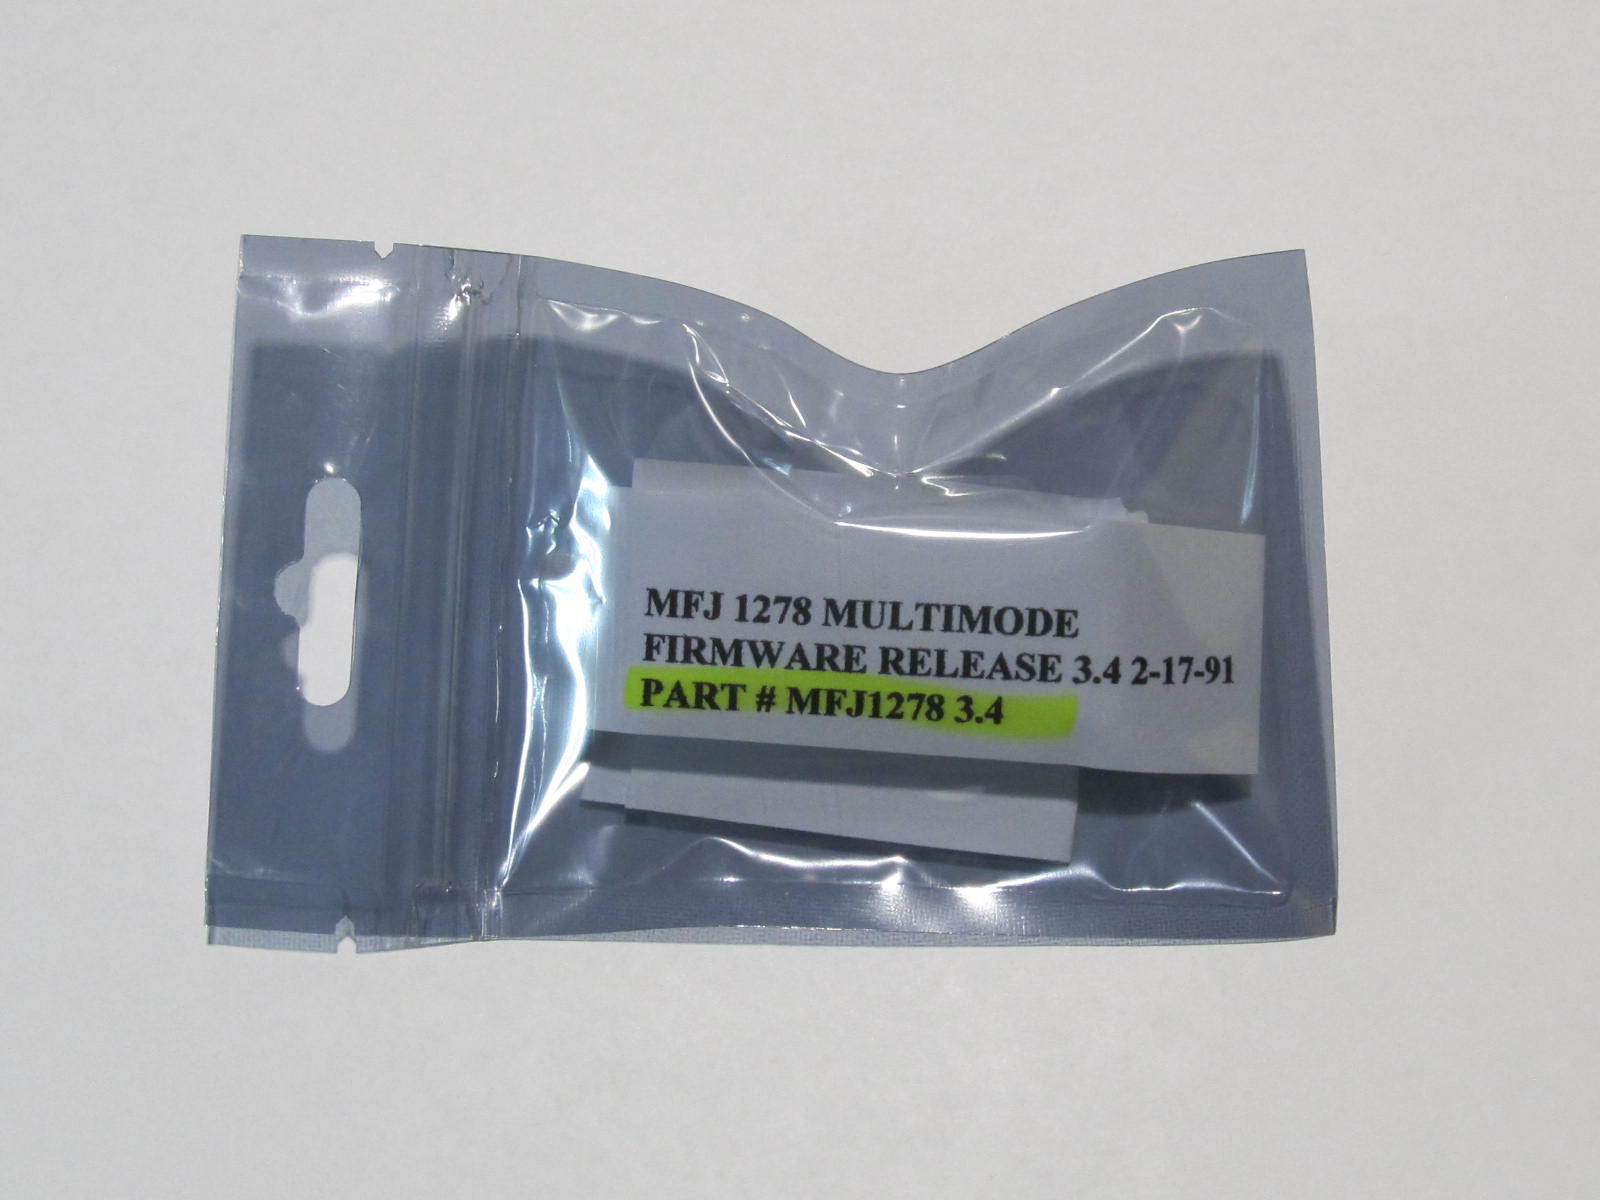 MFJ 1278 MULTIMODE
FIRMWARE RELEASE 3.4 2-17-91
PART # MFJ1278 3.4